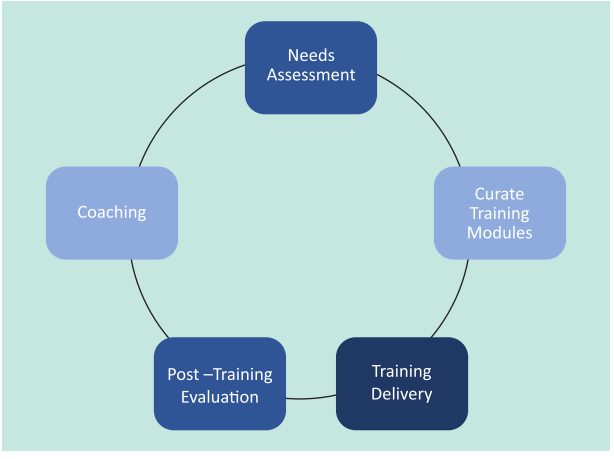 Needs
Assessment
Curate
Training
Modules
Training
Delivery
Post –Training
Evaluation
Coaching